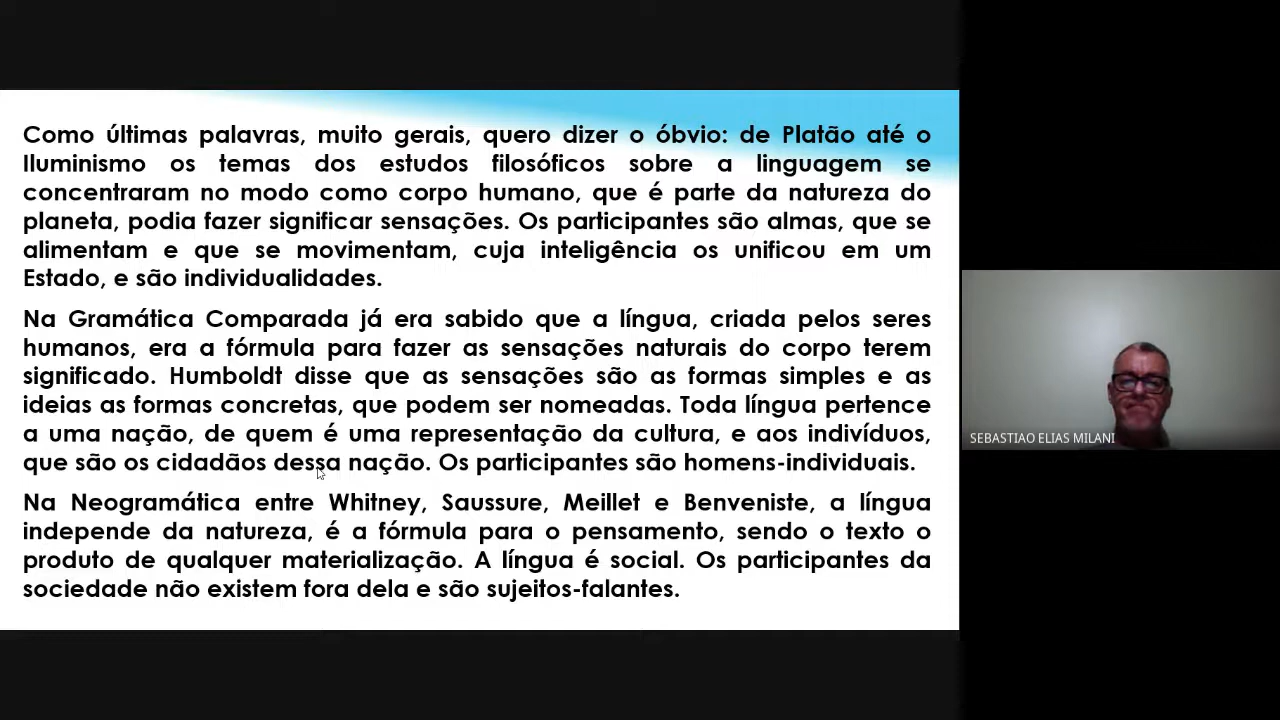 Como últimas palavras, muito gerais, quero dizer o óbvio: de Platão até o
Iluminismo os temas dos estudos filosóficos sobre a linguagem se
concentraram no modo como corpo humano, que é parte da natureza do
planeta, podia fazer significar sensações. Os participantes são almas, que se
alimentam e que se movimentam, cuja inteligência os unificou em um
Estado, e são individualidades.
Na Gramática Comparada já era sabido que a língua, criada pelos seres
humanos, era a fórmula para fazer as sensações naturais do corpo terem
significado. Humboldt disse que as sensações são as formas simples e as
ideias as formas concretas, que podem ser nomeadas. Toda língua pertence
a uma nação, de quem é uma representação da cultura, e aos indivíduos,
que são os cidadãos dessa nação. Os participantes são homens-individuais.
Na Neogramática entre Whitney, Saussure, Meillet e Benveniste, a língua
independe da natureza, é a fórmula para o pensamento, sendo o texto o
produto de qualquer materialização. A língua é social. Os participantes da
sociedade não existem fora dela e são sujeitos-falantes.
SEBASTIAO ELIAS MILANI